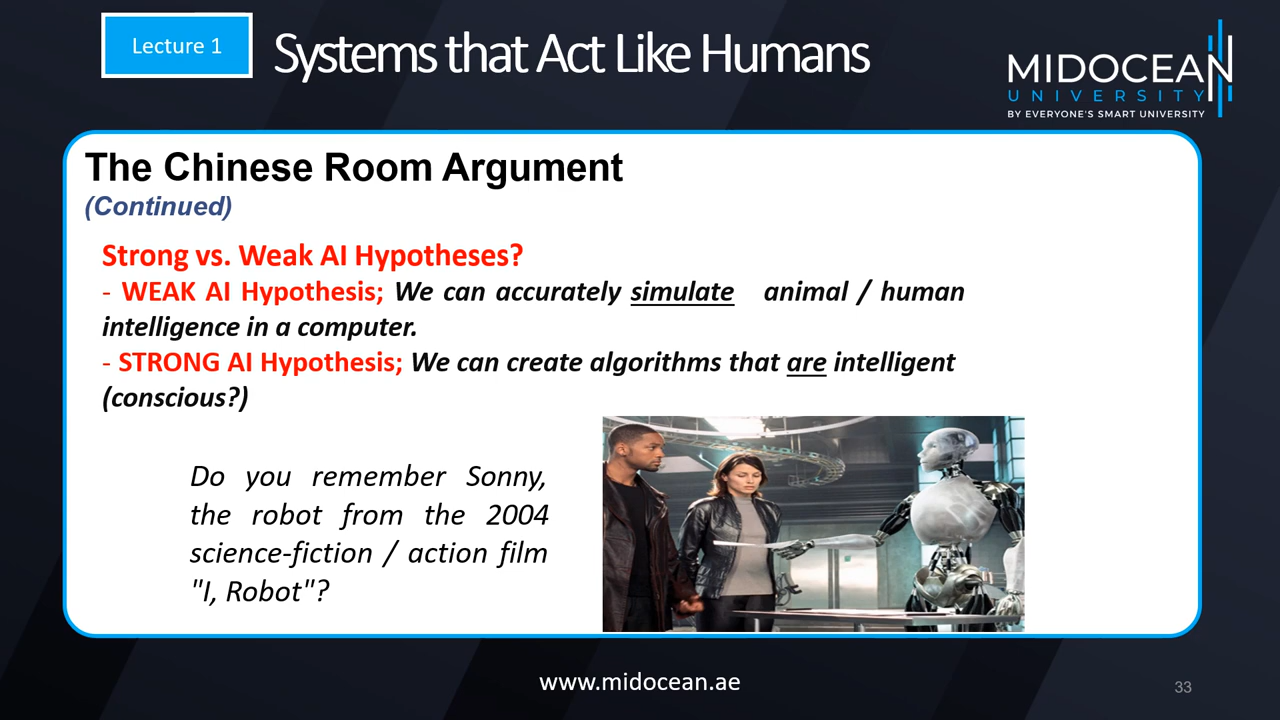 Lecture 1
Systems that Act Like Humans
MIDOCEAN
UNIVERSITY
BY EVERYONE'S SMART UNIVERSITY
The Chinese Room Argument
(Continued)
Strong vs. Weak AI Hypotheses?
- WEAK AI Hypothesis; We can accurately simulate animal / human
intelligence in a computer.
- STRONG AI Hypothesis; We can create algorithms that are intelligent
(conscious?)
Do you remember Sonny,
the robot from the 2004
science-fiction / action film
"I, Robot"?
www.midocean.ae
33